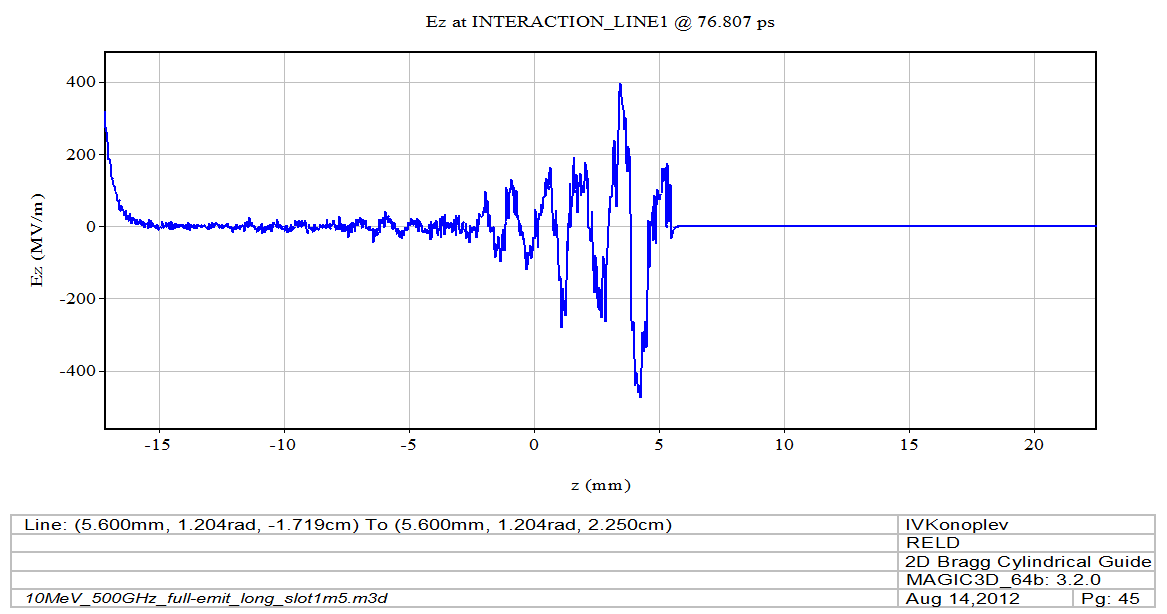 Ez at INTERACTION_LINE1 @ 76.807 ps
400
200
0
-200
-400
Ez (MV/m)
-15 -10 -5 0 5 10 15 20
z (mm)
Line: (5.600mm, 1.204rad, -1.719cm) To (5.600mm, 1.204rad, 2.250cm)
IVKonoplev
RELD
2D Bragg Cylindrical Guide
MAGIC3D_64b: 3.2.0
10MeV_500GHz_full-emit_long_slot1m5.m3d
Aug 14,2012
Pg: 45